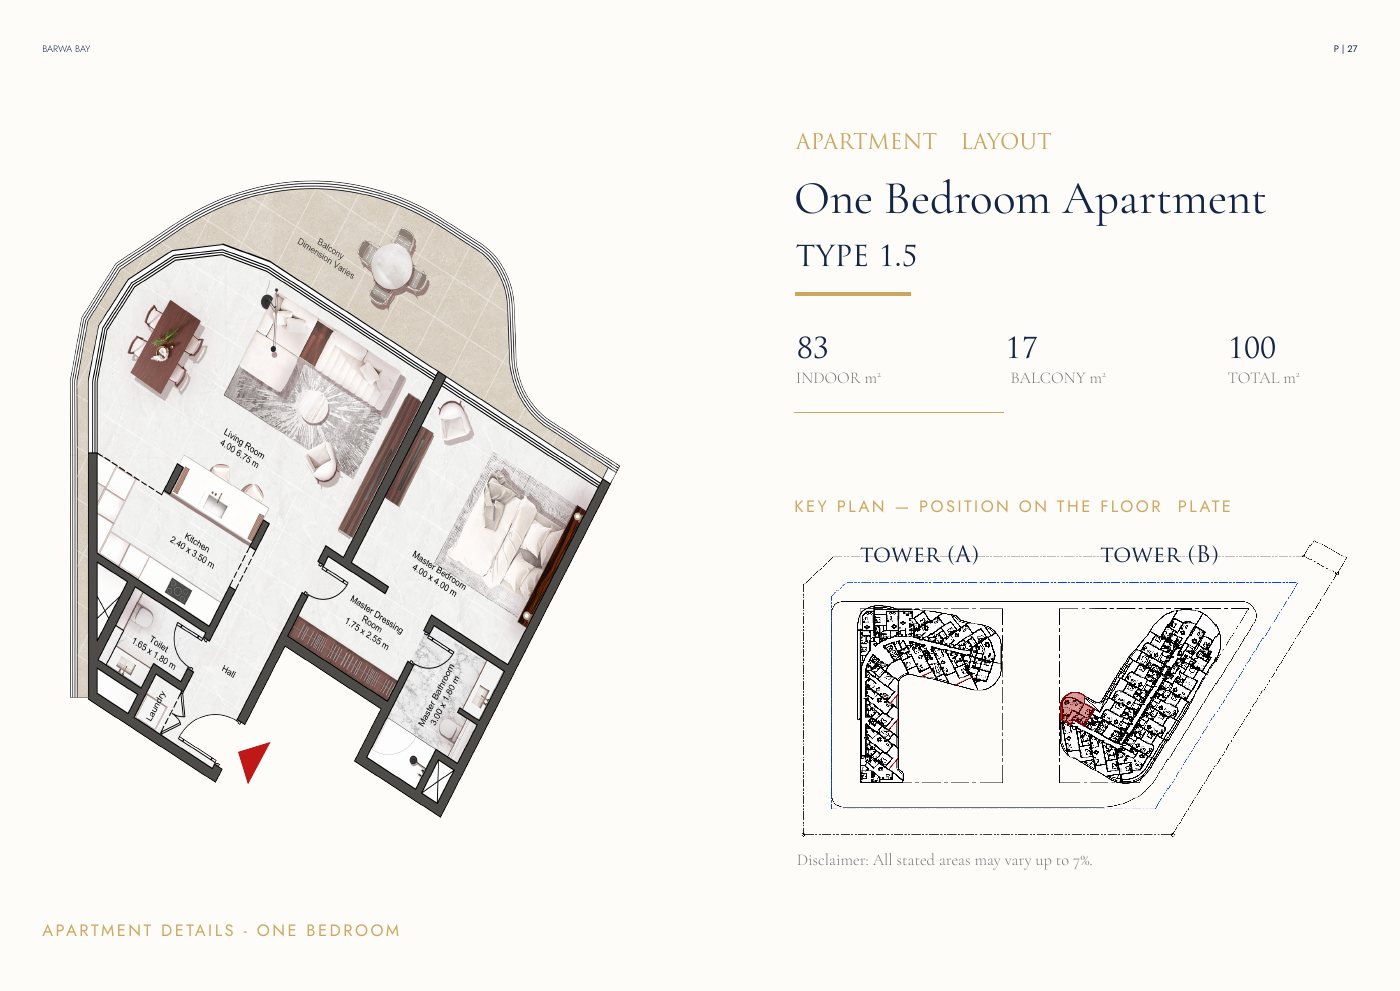 BARWA BAY
P | 27
APARTMENT LAYOUT
One Bedroom Apartment
TYPE 1.5
83
INDOOR m²
17
BALCONY m²
100
TOTAL m²
KEY PLAN — POSITION ON THE FLOOR PLATE
TOWER (A)
TOWER (B)
Disclaimer: All stated areas may vary up to 7%.
Balcony
Dimension Varies
Living Room
4.00 6.75 m
Kitchen
2.40 x 3.50 m
Master Bedroom
4.00 x 4.00 m
Master Dressing
Room
1.75 x 2.55 m
Toilet
1.65 x 1.80 m
Hall
Laundry
Master Bathroom
3.00 x 1.80 m
APARTMENT DETAILS - ONE BEDROOM